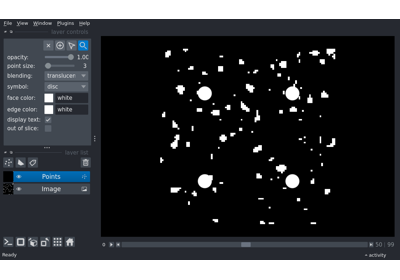 File View Window Plugins Help
layer controls
opacity: 1.00
point size: 3
blending: translucen
symbol: disc
face color: white
edge color: white
display text:
out of slice:
layer list
Points
Image
50 99
Ready
activity